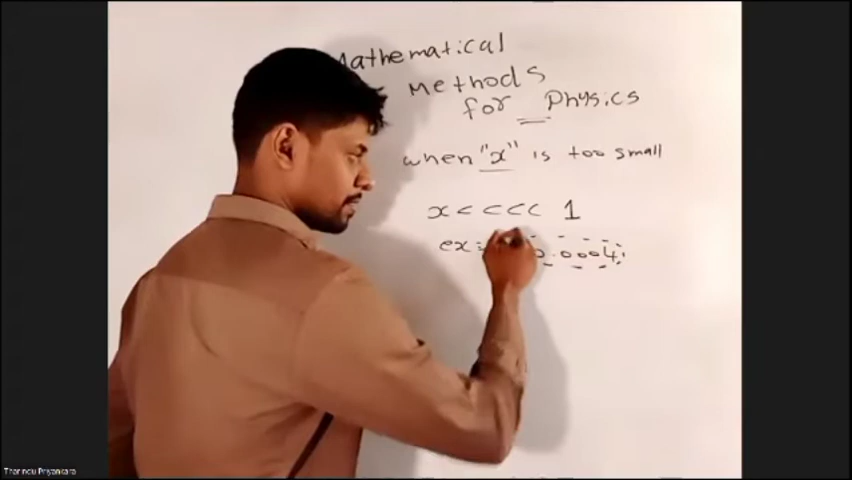 Mathematical
Methods
for Physics
when "x" is too small
x < < < < 1
ex:- 0.0004
Tharindu Priyankara